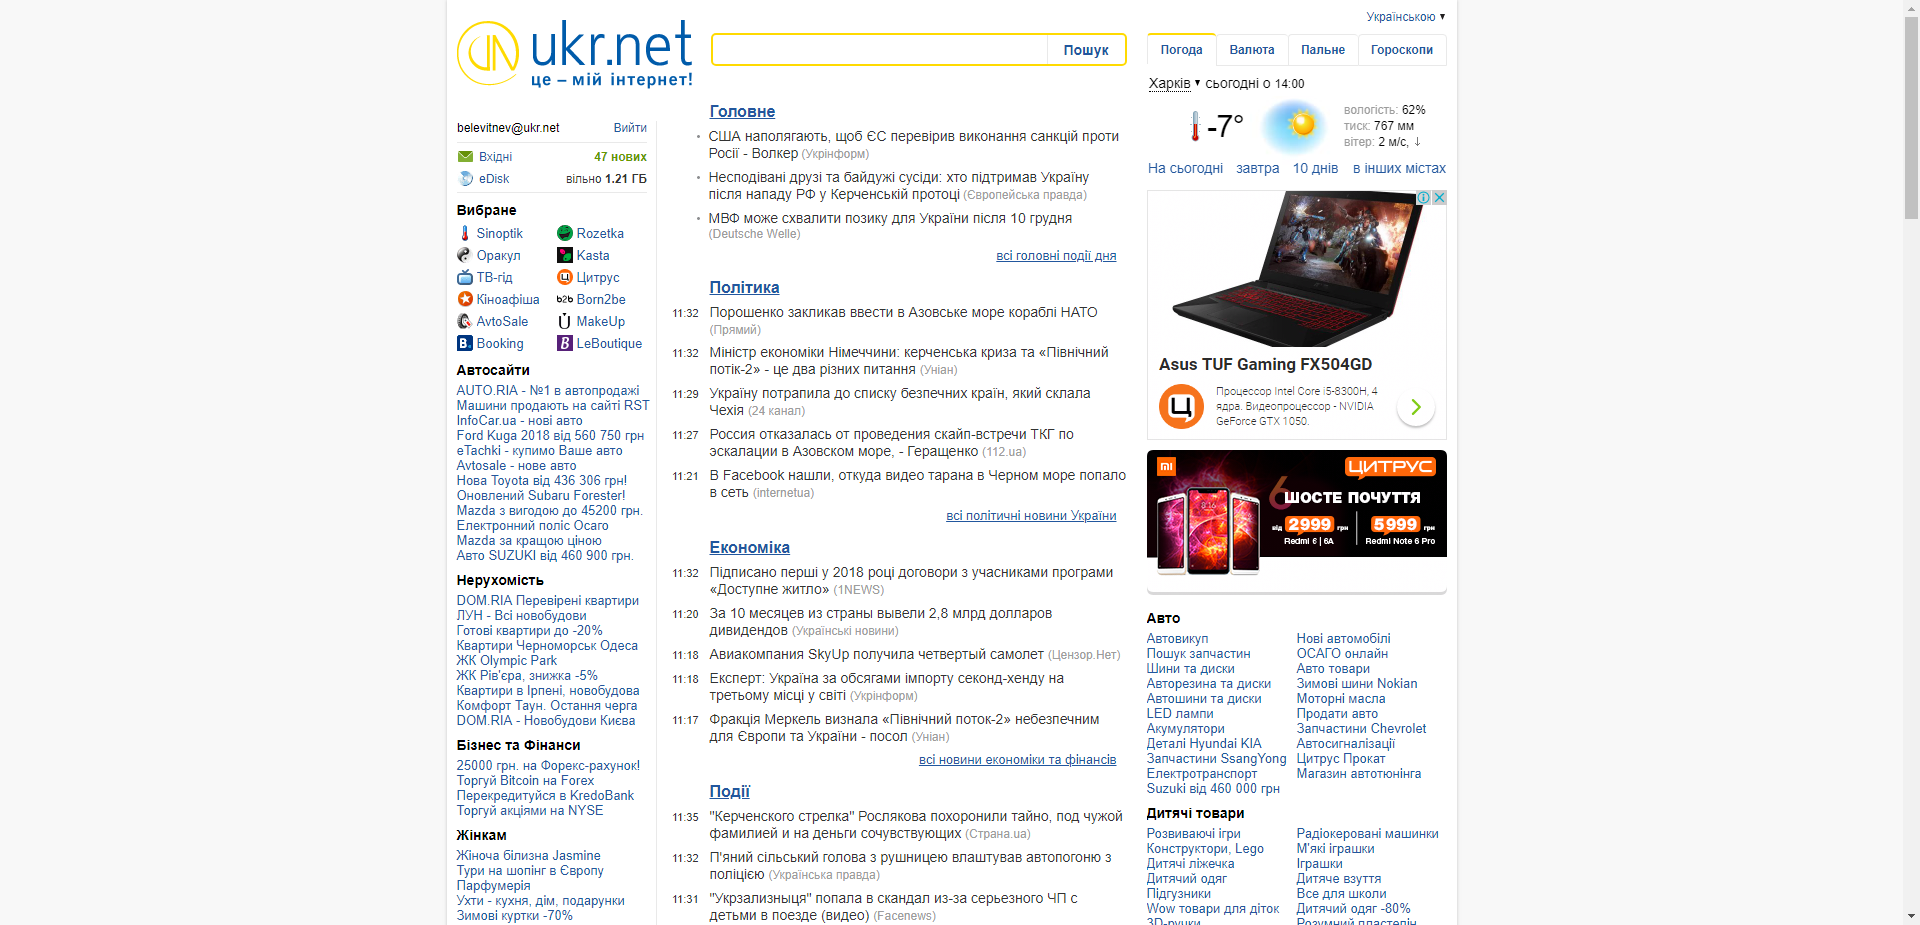 Українською ▼
ukr.net
це – мій інтернет!
Пошук
Погода
Валюта
Пальне
Гороскопи
Харків ▼ сьогодні о 14:00
-7°
вологість: 62%
тиск: 767 мм
вітер: 2 м/с, ↓
На сьогодні
завтра
10 днів
в інших містах
belevitnev@ukr.net
Вийти
Вхідні
47 нових
eDisk
вільно 1.21 ГБ
Вибране
Sinoptik
Rozetka
Оракул
Kasta
ТВ-гід
Цитрус
Кіноафіша
b2b Born2be
AvtoSale
MakeUp
B. Booking
B LeBoutique
Автосайти
AUTO.RIA - №1 в автопродажі
Машини продають на сайті RST
InfoCar.ua - нові авто
Ford Kuga 2018 від 560 750 грн
eTachki - купимо Ваше авто
Avtosale - нове авто
Нова Toyota від 436 306 грн!
Оновлений Subaru Forester!
Mazda з вигодою до 45200 грн.
Електронний поліс Осаго
Mazda за кращою ціною
Авто SUZUKI від 460 900 грн.
Нерухомість
DOM.RIA Перевірені квартири
ЛУН - Всі новобудови
Готові квартири до -20%
Квартири Черноморськ Одеса
ЖК Olympic Park
ЖК Рів'єра, знижка -5%
Квартири в Ірпені, новобудова
Комфорт Таун. Остання черга
DOM.RIA - Новобудови Києва
Бізнес та Фінанси
25000 грн. на Форекс-рахунок!
Торгуй Bitcoin на Forex
Перекредитуйся в KredoBank
Торгуй акціями на NYSE
Жінкам
Жіноча білизна Jasmine
Тури на шопінг в Європу
Парфумерія
Ухти - кухня, дім, подарунки
Зимові куртки -70%
Головне
США наполягають, щоб ЄС перевірив виконання санкцій проти
Росії - Волкер (Укрінформ)
Несподівані друзі та байдужі сусіди: хто підтримав Україну
після нападу РФ у Керченській протоці (Європейська правда)
МВФ може схвалити позику для України після 10 грудня
(Deutsche Welle)
всі головні події дня
Політика
11:32 Порошенко закликав ввести в Азовське море кораблі НАТО
(Прямий)
11:32 Міністр економіки Німеччини: керченська криза та «Північний
потік-2» - це два різних питання (Уніан)
11:29 Україну потрапила до списку безпечних країн, який склала
Чехія (24 канал)
11:27 Россия отказалась от проведения скайп-встречи ТКГ по
эскалации в Азовском море, - Геращенко (112.ua)
11:21 В Facebook нашли, откуда видео тарана в Черном море попало
в сеть (internetua)
всі політичні новини України
Економіка
11:32 Підписано перші у 2018 році договори з учасниками програми
«Доступне житло» (1NEWS)
11:20 За 10 месяцев из страны вывели 2,8 млрд долларов
дивидендов (Українські новини)
11:18 Авиакомпания SkyUp получила четвертый самолет (Цензор.Нет)
11:18 Експерт: Україна за обсягами імпорту секонд-хенду на
третьому місці у світі (Укрінформ)
11:17 Фракція Меркель визнала «Північний поток-2» небезпечним
для Європи та України - посол (Уніан)
всі новини економіки та фінансів
Події
11:35 "Керченского стрелка" Рослякова похоронили тайно, под чужой
фамилией и на деньги сочувствующих (Страна.ua)
11:32 П'яний сільський голова з рушницею влаштував автопогоню з
поліцією (Українська правда)
11:31 "Укрзализныця" попала в скандал из-за серьезного ЧП с
детьми в поезде (видео) (Facenews)
Asus TUF Gaming FX504GD
Ц
Процессор Intel Core i5-8300H, 4
ядра. Видеопроцессор - NVIDIA
GeForce GTX 1050.
mi
ЦИТРУС
6
ШОСТЕ ПОЧУТТЯ
8:16
від 2999 грн
5999 грн
Redmi 6 | 6A
Redmi Note 6 Pro
Авто
Автовикуп
Нові автомобілі
Пошук запчастин
ОСАГО онлайн
Шини та диски
Авто товари
Авторезина та диски
Зимові шини Nokian
Автошини та диски
Моторні масла
LED лампи
Продати авто
Акумулятори
Запчастини Chevrolet
Деталі Hyundai KIA
Автосигналізації
Запчастини SsangYong
Цитрус Прокат
Електротранспорт
Магазин автотюнінга
Suzuki від 460 000 грн
Дитячі товари
Розвиваючі ігри
Радіокеровані машинки
Конструктори, Lego
М'які іграшки
Дитячі ліжечка
Іграшки
Дитячий одяг
Дитяче взуття
Підгузники
Все для школи
Wow товари для діток
Дитячий одяг -80%
3D-ручки
Розумний пластелін